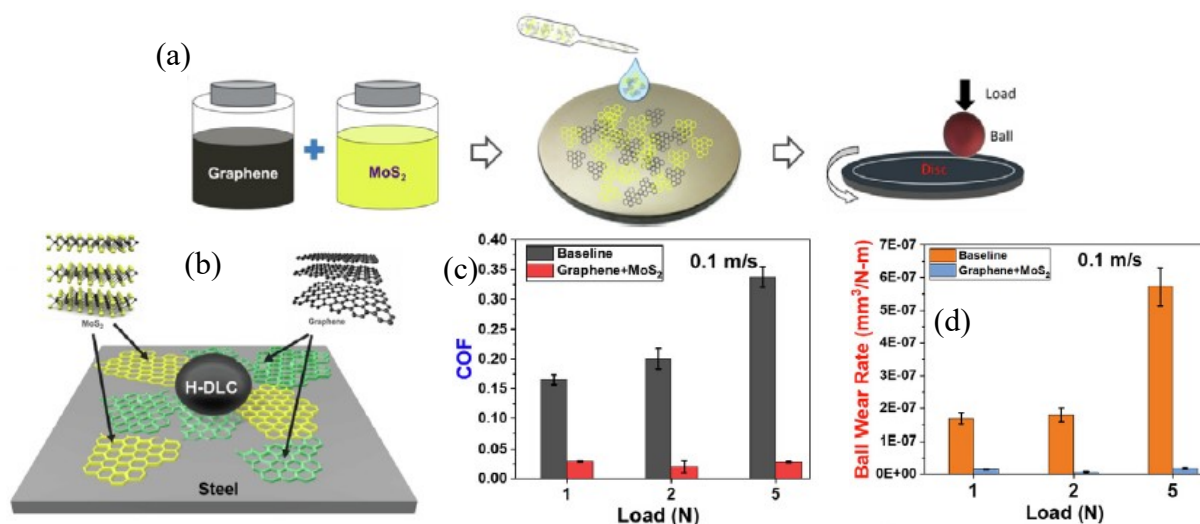 (a)
Graphene
+
MoS₂
Load
Ball
DISC
(b)
MoS₂
Graphene
H-DLC
Steel
(c)
Baseline
Graphene+MoS₂
0.1 m/s
COF
0.40
0.35
0.30
0.25
0.20
0.15
0.10
0.05
0.00
1 2 5
Load (N)
(d)
Baseline
Graphene+MoS₂
0.1 m/s
Ball Wear Rate (mm³/N-m)
7E-07
6E-07
5E-07
4E-07
3E-07
2E-07
1E-07
0E+00
1 2 5
Load (N)